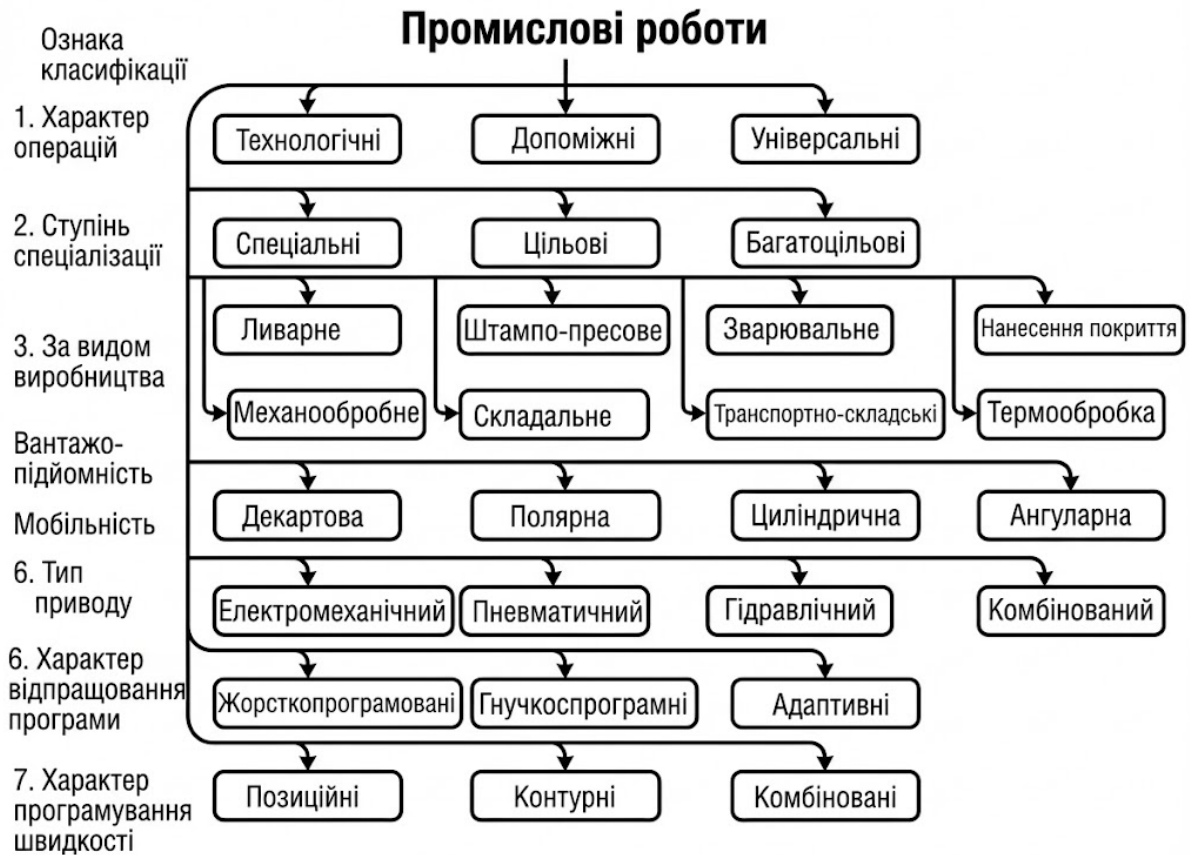 Промислові роботи
Ознака
класифікації
1. Характер
операцій
Технологічні
Допоміжні
Універсальні
2. Ступінь
спеціалізації
Спеціальні
Цільові
Багатоцільові
3. За видом
виробництва
Ливарне
Штампо-пресове
Зварювальне
Нанесення покриття
Механообробне
Складальне
Транспортно-складські
Термообробка
Вантажо-
підйомність
Мобільність
Декартова
Полярна
Циліндрична
Ангуларна
6. Тип
приводу
Електромеханічний
Пневматичний
Гідравлічний
Комбінований
6. Характер
відпращовання
програми
Жорсткопрограмовані
Гнучкоспрограмні
Адаптивні
7. Характер
програмування
швидкості
Позиційні
Контурні
Комбіновані